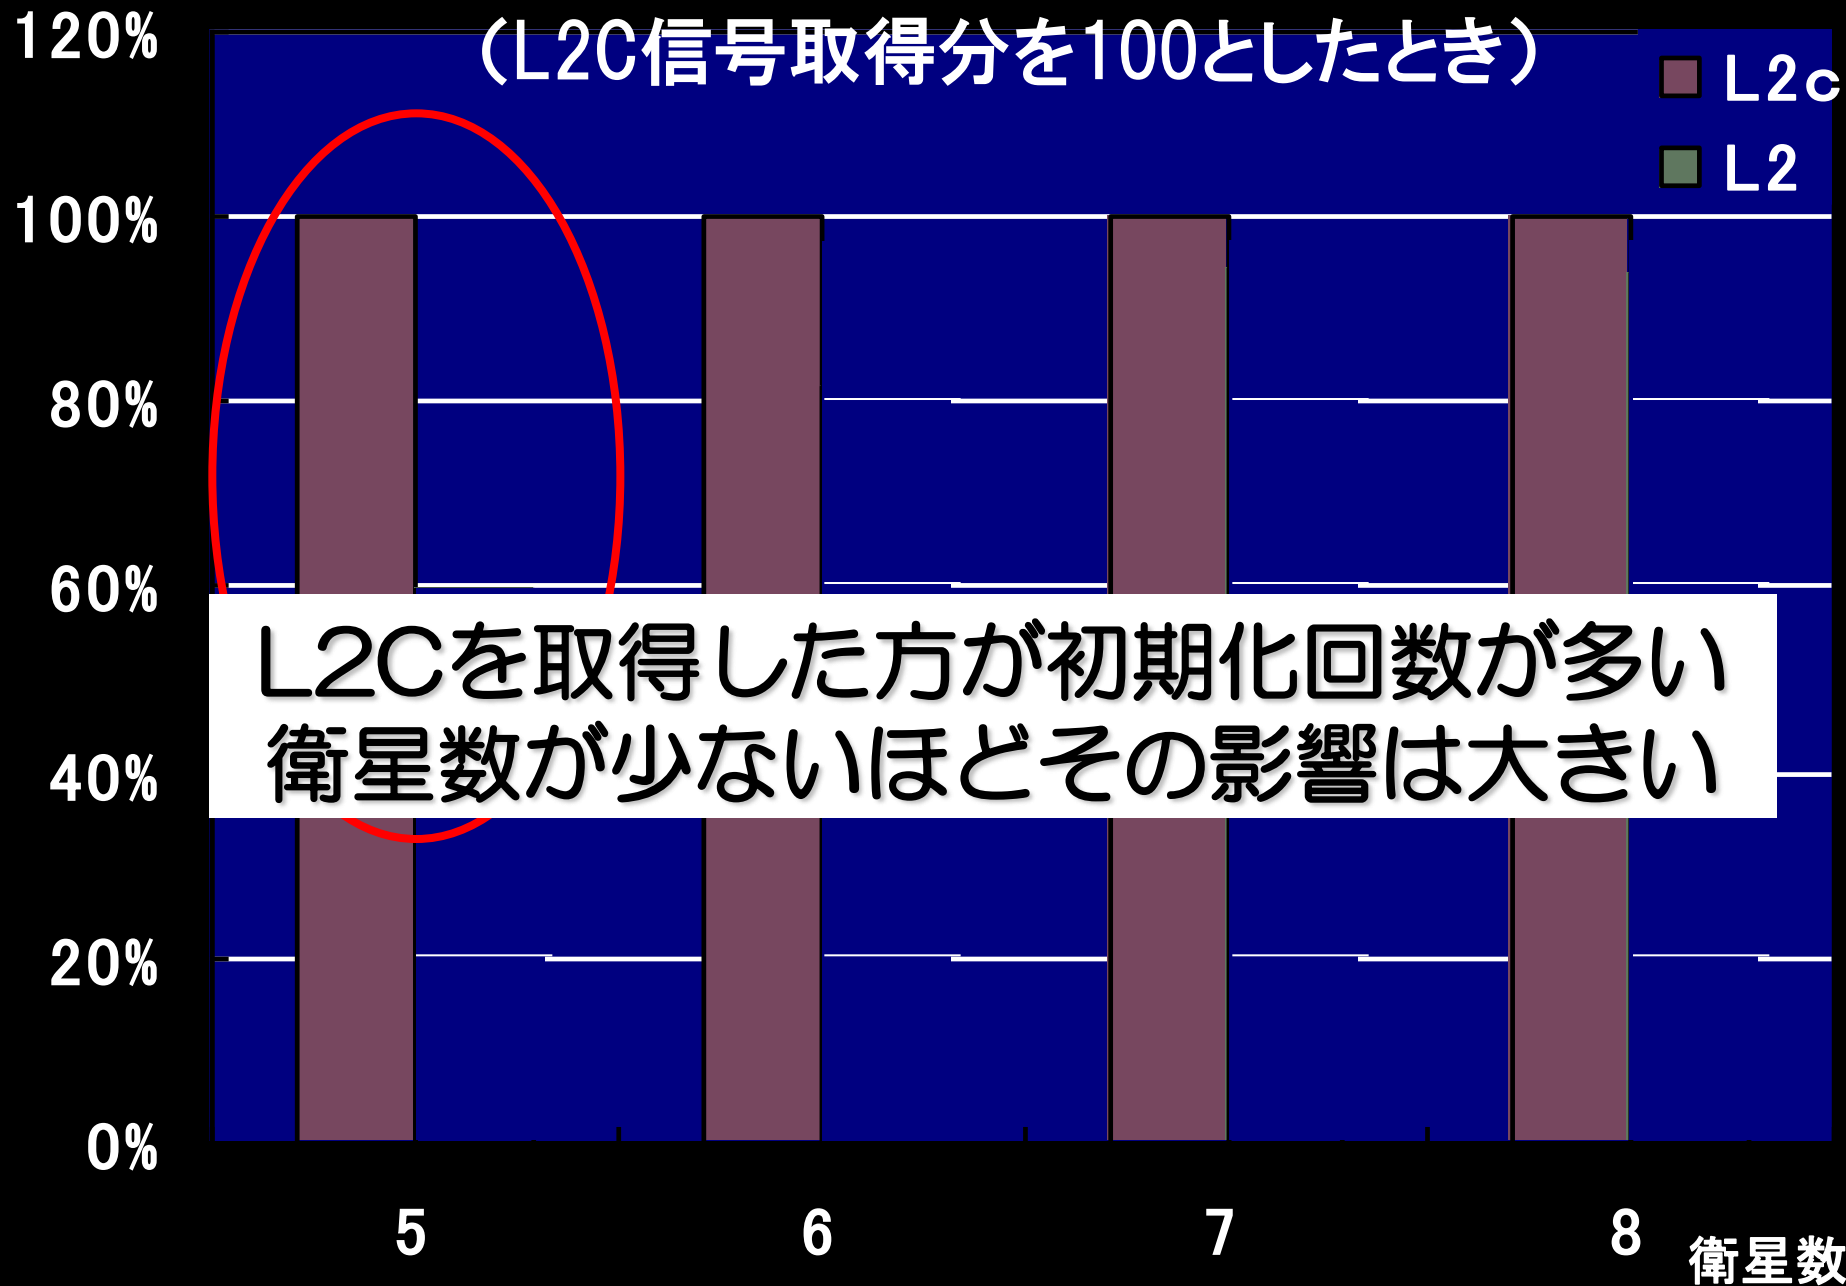 120%
（L2C信号取得分を100としたとき）
L2c
L2
100%
80%
60%
L2Cを取得した方が初期化回数が多い
衛星数が少ないほどその影響は大きい
40%
20%
0%
5 6 7 8
衛星数